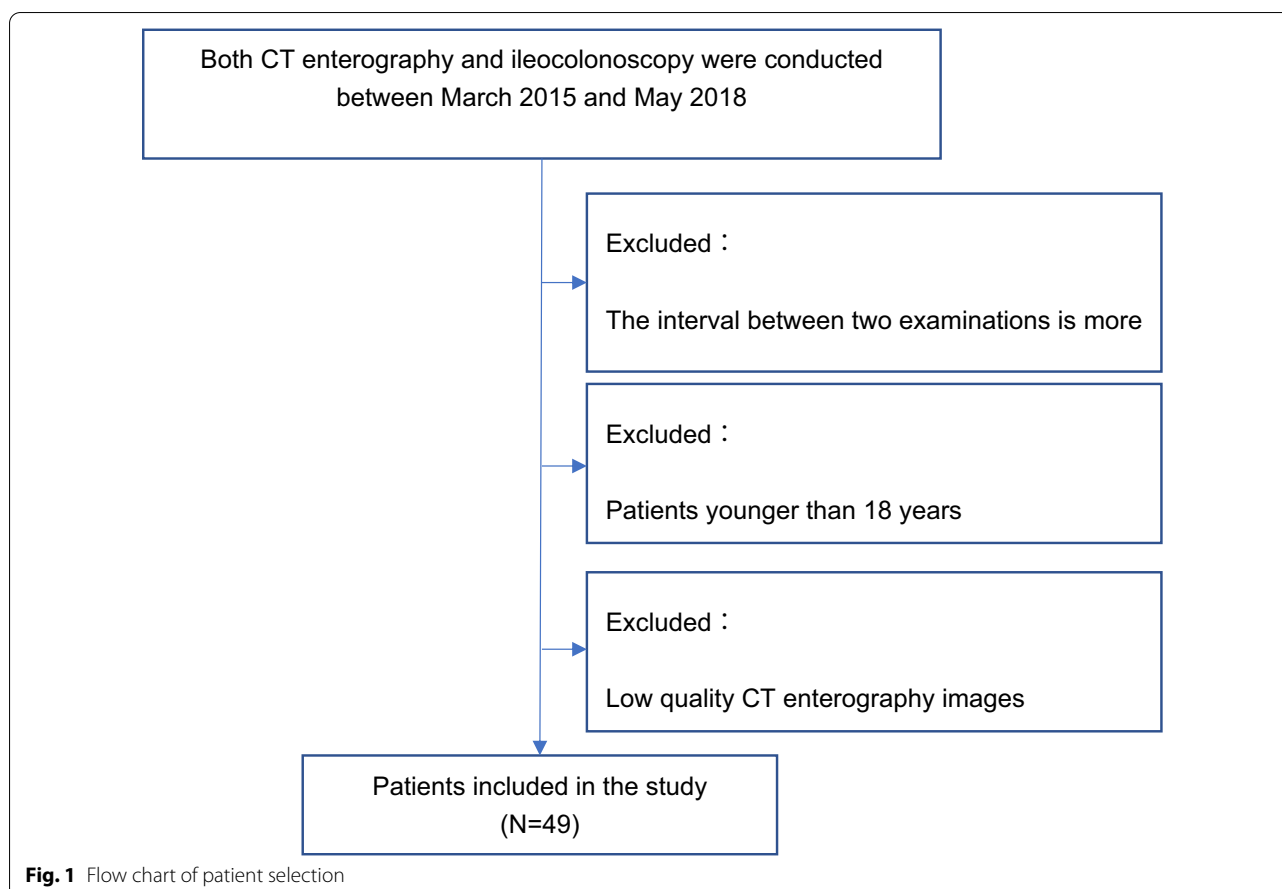 Both CT enterography and ileocolonoscopy were conducted
between March 2015 and May 2018
Excluded：
The interval between two examinations is more
Excluded：
Patients younger than 18 years
Excluded：
Low quality CT enterography images
Patients included in the study
(N=49)
Fig. 1 Flow chart of patient selection